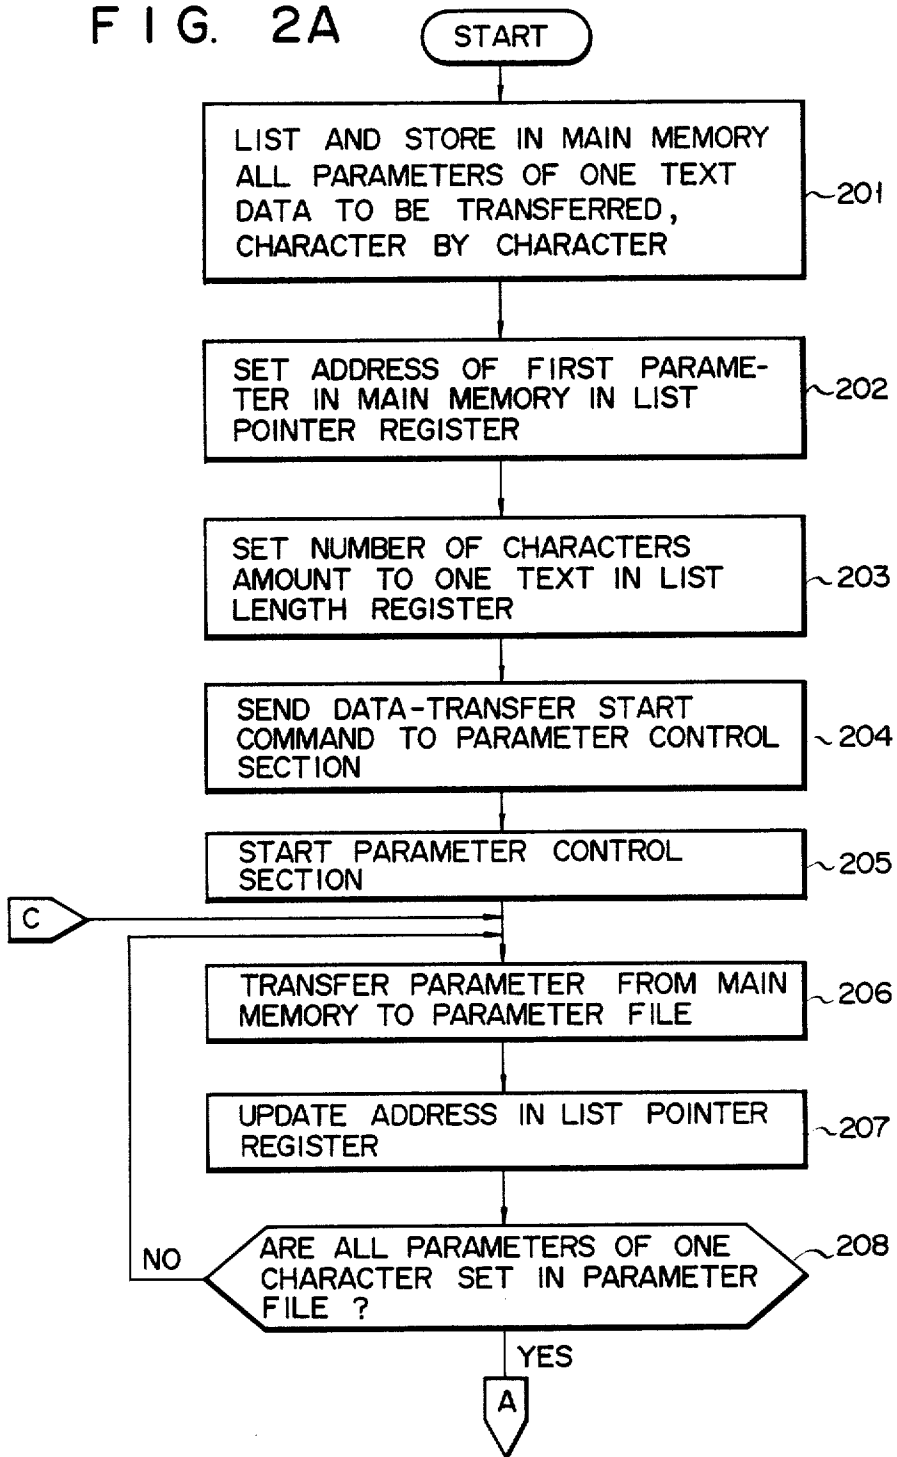 FIG. 2A
START
LIST AND STORE IN MAIN MEMORY
ALL PARAMETERS OF ONE TEXT
DATA TO BE TRANSFERRED,
CHARACTER BY CHARACTER
201
SET ADDRESS OF FIRST PARAME-
TER IN MAIN MEMORY IN LIST
POINTER REGISTER
202
SET NUMBER OF CHARACTERS
AMOUNT TO ONE TEXT IN LIST
LENGTH REGISTER
203
SEND DATA-TRANSFER START
COMMAND TO PARAMETER CONTROL
SECTION
204
START PARAMETER CONTROL
SECTION
205
C
TRANSFER PARAMETER FROM MAIN
MEMORY TO PARAMETER FILE
206
UPDATE ADDRESS IN LIST POINTER
REGISTER
207
ARE ALL PARAMETERS OF ONE
CHARACTER SET IN PARAMETER
FILE ?
208
NO
YES
A